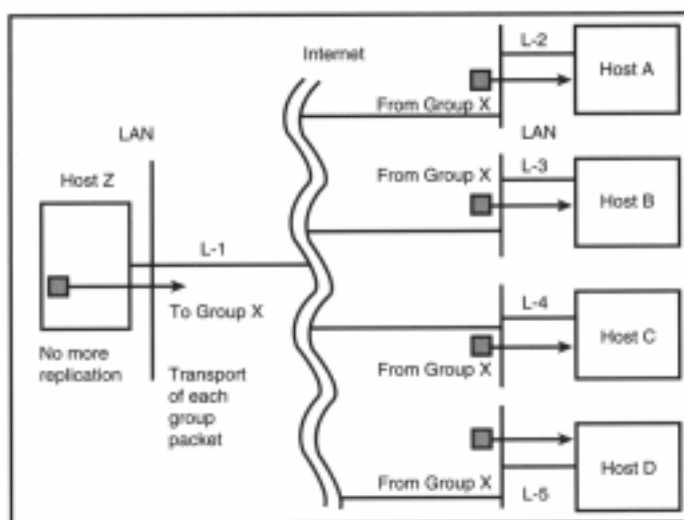 Internet
L-2
Host A
From Group X
LAN
LAN
From Group X
L-3
Host B
Host Z
L-1
To Group X
L-4
Host C
No more
replication
Transport
of each
group
packet
From Group X
From Group X
Host D
L-5